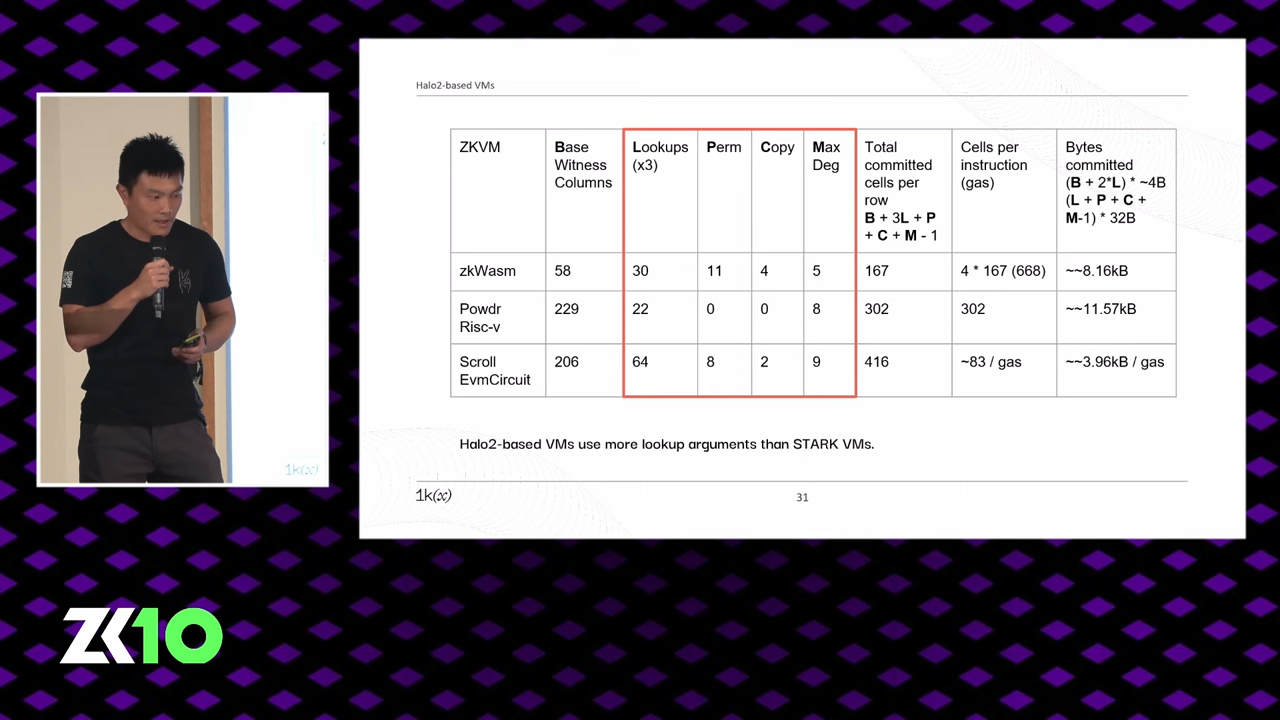 Halo2-based VMs
ZKVM
Base
Witness
Columns
Lookups
(x3)
Perm
Copy
Max
Deg
Total
committed
cells per
row
B + 3L + P
+ C + M - 1
Cells per
instruction
(gas)
Bytes
committed
(B + 2*L) * ~4B
(L + P + C +
M-1) * 32B
zkWasm
58
30
11
4
5
167
4 * 167 (668)
~~8.16kB
Powdr
Risc-v
229
22
0
0
8
302
302
~~11.57kB
Scroll
EvmCircuit
206
64
8
2
9
416
~83 / gas
~~3.96kB / gas
Halo2-based VMs use more lookup arguments than STARK VMs.
1k(x)
31
1k(x)
ZK10